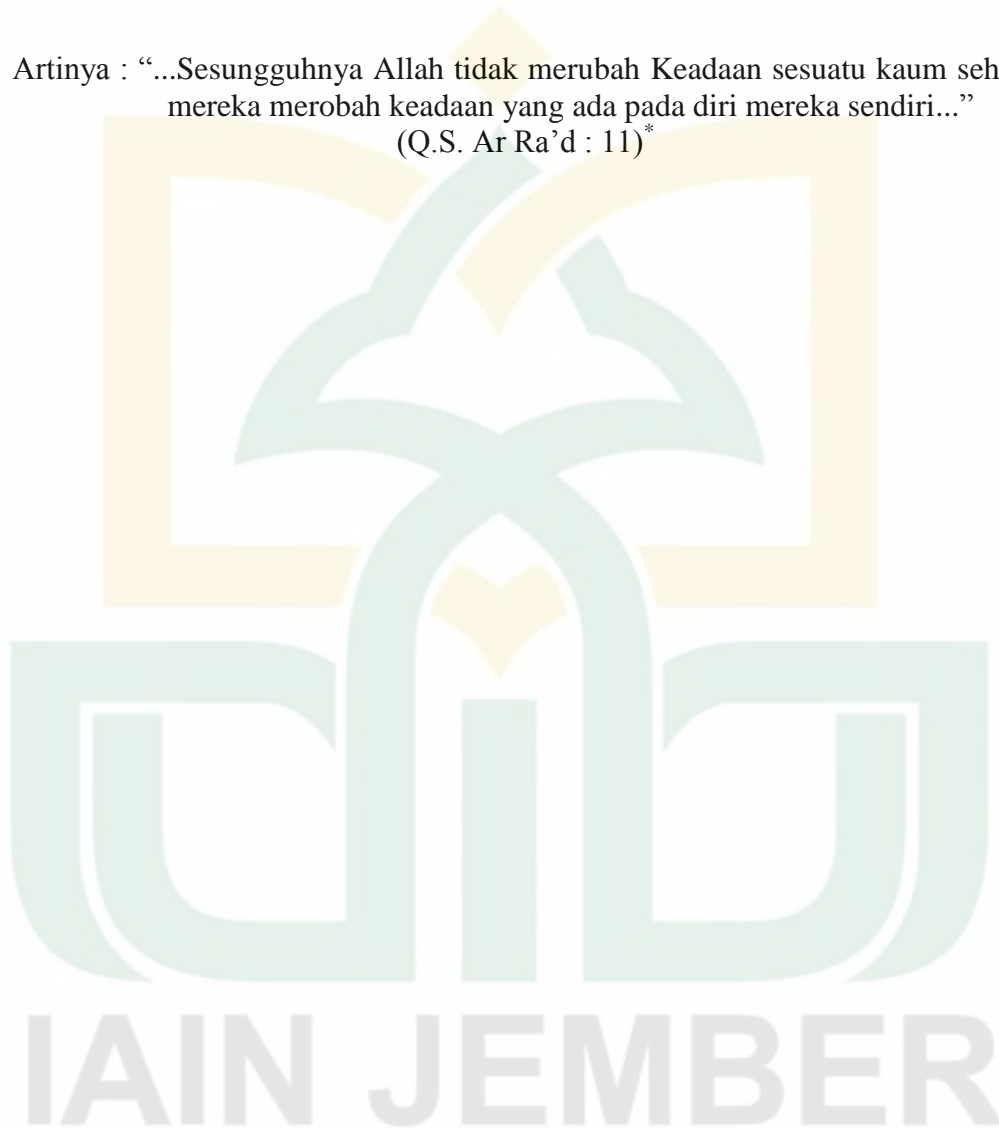 Artinya : “...Sesungguhnya Allah tidak merubah Keadaan sesuatu kaum
mereka merobah keadaan yang ada pada diri mereka sendiri...”
(Q.S. Ar Ra’d : 11)*
IAIN JEMBER